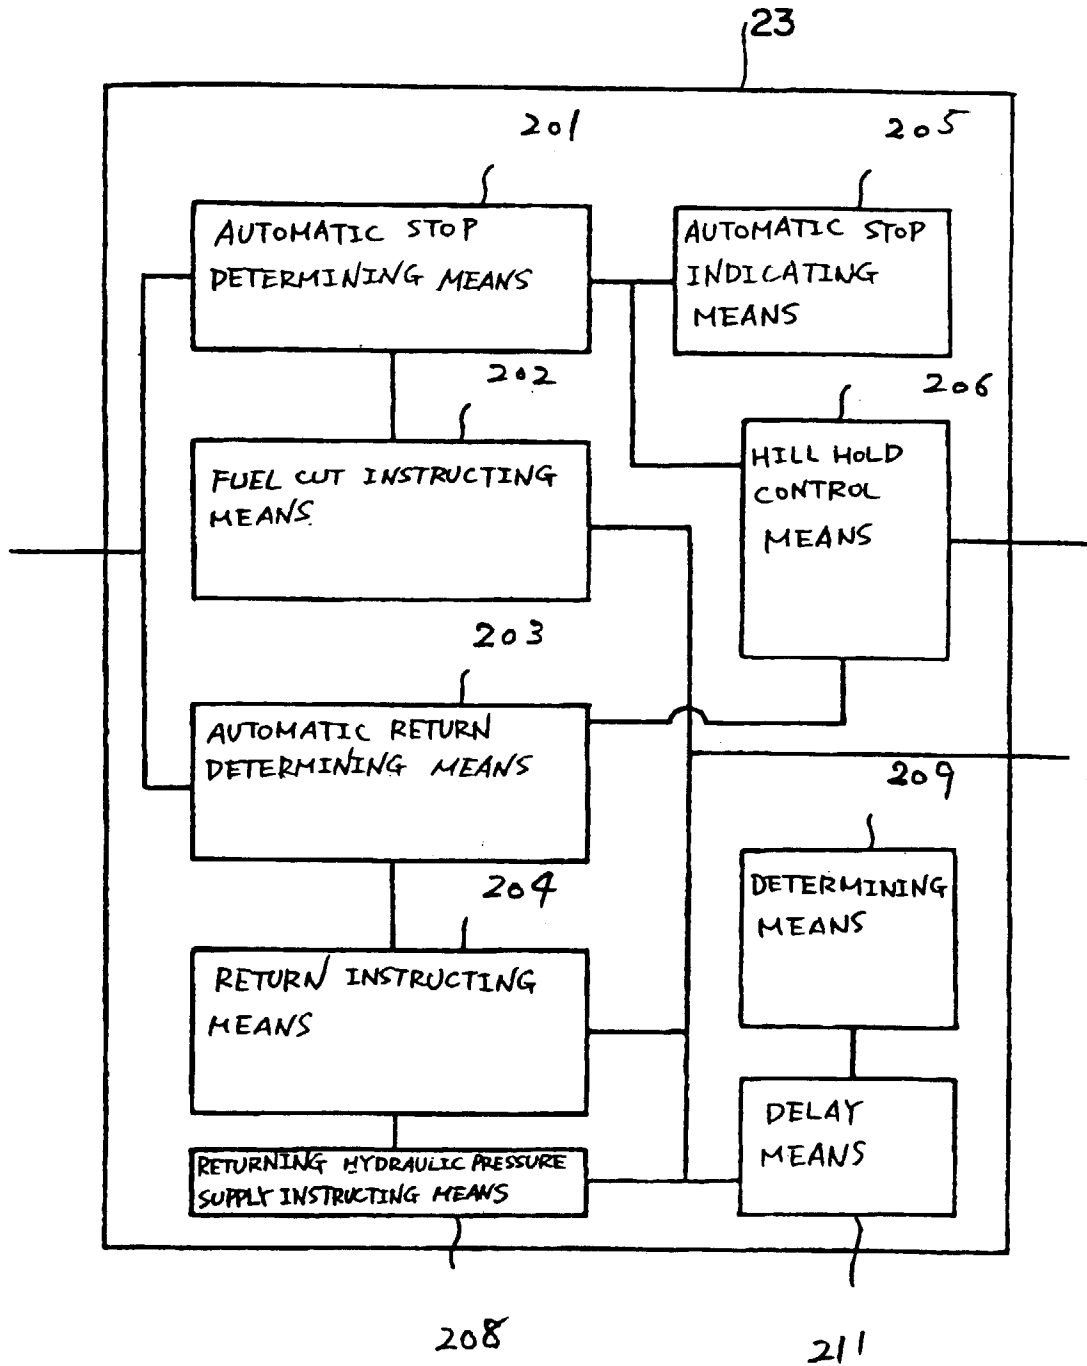 23
201
205
AUTOMATIC STOP
DETERMINING MEANS
AUTOMATIC STOP
INDICATING
MEANS
202
206
FUEL CUT INSTRUCTING
MEANS.
HILL HOLD
CONTROL
MEANS
203
AUTOMATIC RETURN
DETERMINING MEANS
209
204
DETERMINING
MEANS
RETURN INSTRUCTING
MEANS
DELAY
MEANS
RETURNING HYDRAULIC PRESSURE
SUPPLY INSTRUCTING MEANS
208
211